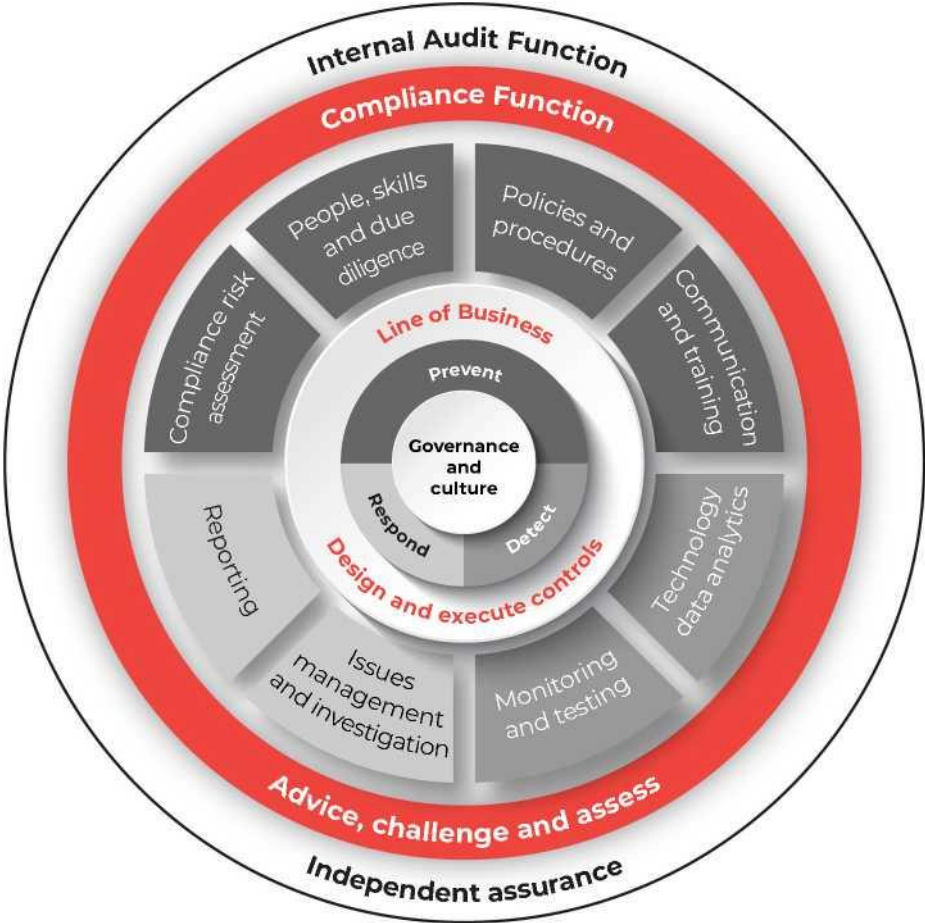 Internal Audit Function
Compliance Function
People, skills
and due
diligence
Policies and
procedures
Compliance risk
assessment
Communication
and training
Line of Business
Prevent
Governance
and
culture
Respond
Detect
Design and execute controls
Reporting
Technology
data analytics
Issues
management
and investigation
Monitoring
and testing
Advice, challenge and assess
Independent assurance